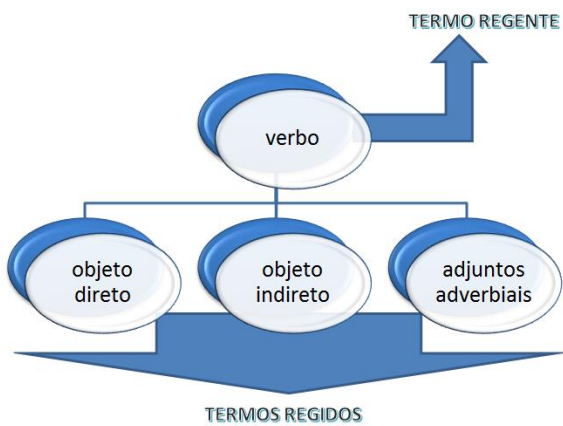 TERMO REGENTE
verbo
objeto
direto
objeto
indireto
adjuntos
adverbiais
TERMOS REGIDOS